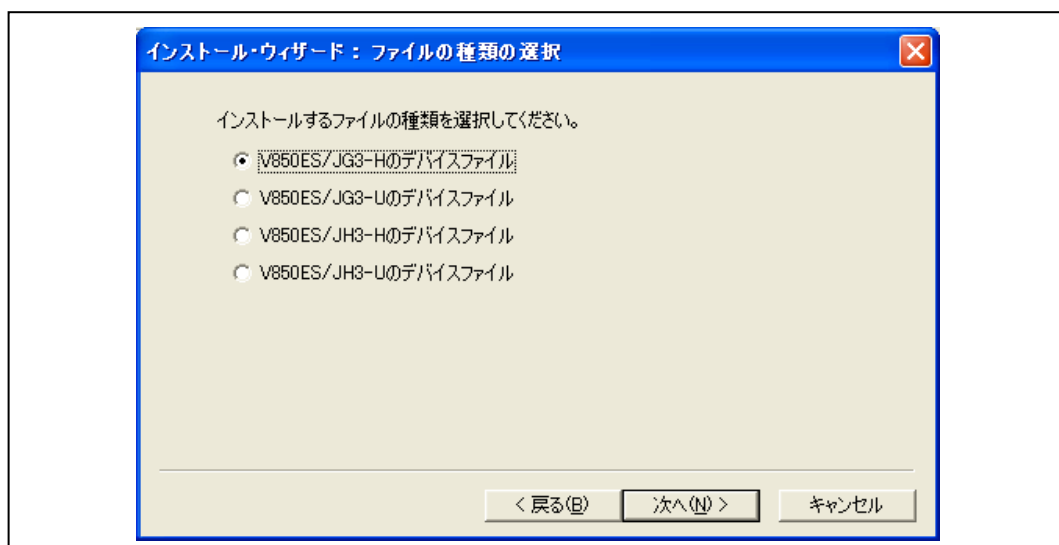 インストール・ウィザード : ファイルの種類の選択
インストールするファイルの種類を選択してください。
V850ES/JG3-Hのデバイスファイル
V850ES/JG3-Uのデバイスファイル
V850ES/JH3-Hのデバイスファイル
V850ES/JH3-Uのデバイスファイル
< 戻る(B) 次へ(N) > キャンセル